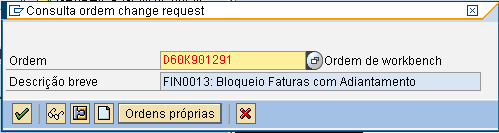 Consulta ordem change request
Ordem D60K901291 Ordem de workbench
Descrição breve FIN0013: Bloqueio Faturas com Adiantamento
Ordens próprias